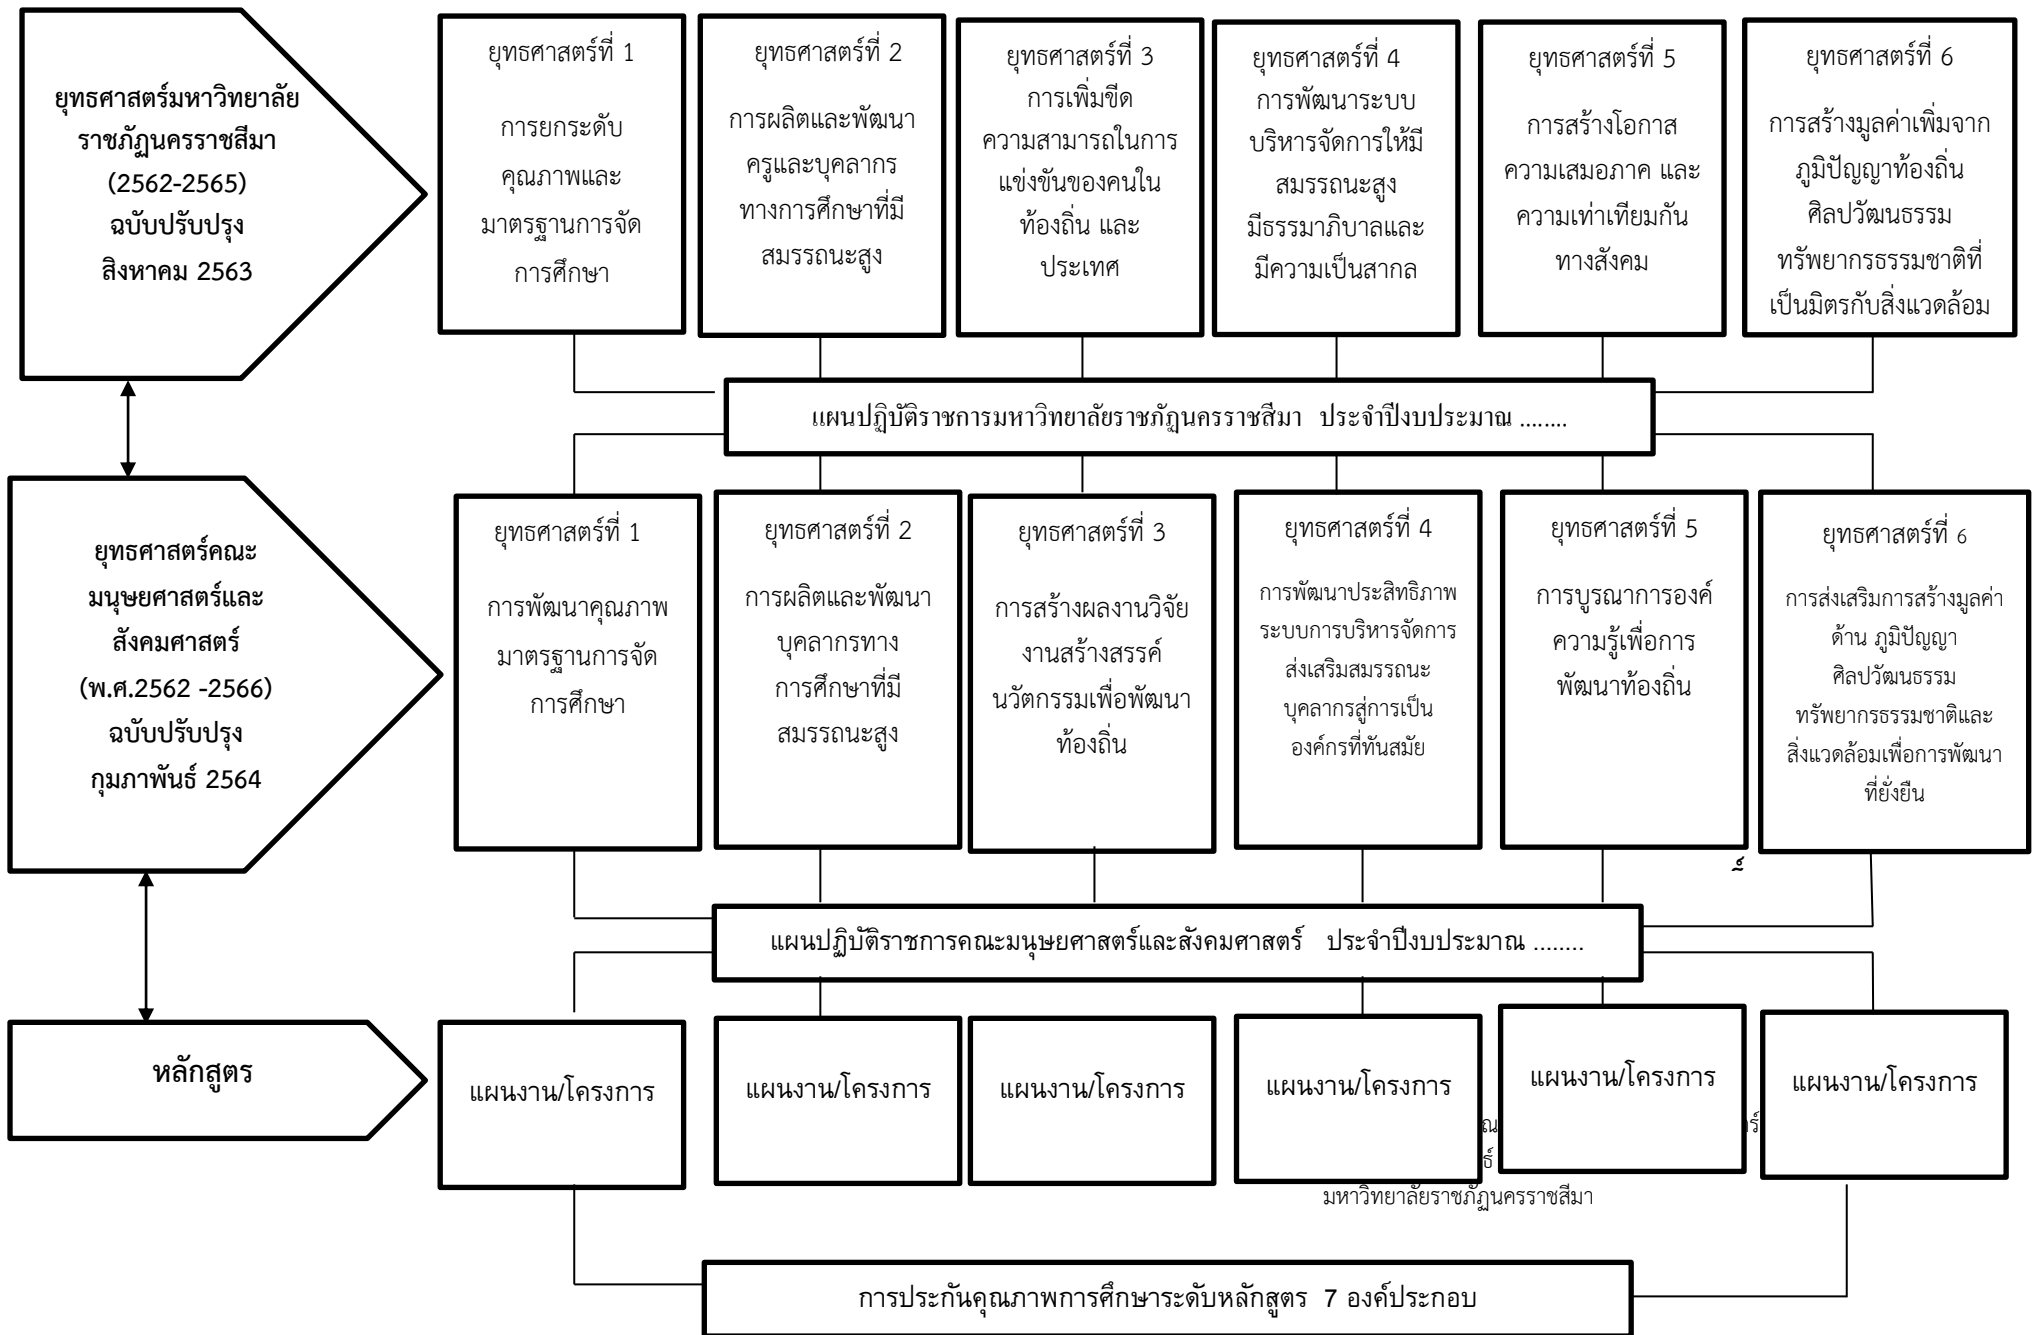 ยุทธศาสตร์มหาวิทยาลัย
ราชภัฏนครราชสีมา
(2562-2565)
ฉบับปรับปรุง
สิงหาคม 2563
ยุทธศาสตร์ที่ 1
การยกระดับ
คุณภาพและ
มาตรฐานการจัด
การศึกษา
ยุทธศาสตร์ที่ 2
การผลิตและพัฒนา
ครูและบุคลากร
ทางการศึกษาที่มี
สมรรถนะสูง
ยุทธศาสตร์ที่ 3
การเพิ่มขีด
ความสามารถในการ
แข่งขันของคนใน
ท้องถิ่น และ
ประเทศ
ยุทธศาสตร์ที่ 4
การพัฒนาระบบ
บริหารจัดการให้มี
สมรรถนะสูง
มีธรรมาภิบาลและ
มีความเป็นสากล
ยุทธศาสตร์ที่ 5
การสร้างโอกาส
ความเสมอภาค และ
ความเท่าเทียมกัน
ทางสังคม
ยุทธศาสตร์ที่ 6
การสร้างมูลค่าเพิ่มจาก
ภูมิปัญญาท้องถิ่น
ศิลปวัฒนธรรม
ทรัพยากรธรรมชาติที่
เป็นมิตรกับสิ่งแวดล้อม
แผนปฏิบัติราชการมหาวิทยาลัยราชภัฏนครราชสีมา ประจำปีงบประมาณ ........
ยุทธศาสตร์คณะ
มนุษยศาสตร์และ
สังคมศาสตร์
(พ.ศ.2562 -2566)
ฉบับปรับปรุง
กุมภาพันธ์ 2564
ยุทธศาสตร์ที่ 1
การพัฒนาคุณภาพ
มาตรฐานการจัด
การศึกษา
ยุทธศาสตร์ที่ 2
การผลิตและพัฒนา
บุคลากรทาง
การศึกษาที่มี
สมรรถนะสูง
ยุทธศาสตร์ที่ 3
การสร้างผลงานวิจัย
งานสร้างสรรค์
นวัตกรรมเพื่อพัฒนา
ท้องถิ่น
ยุทธศาสตร์ที่ 4
การพัฒนาประสิทธิภาพ
ระบบการบริหารจัดการ
ส่งเสริมสมรรถนะ
บุคลากรสู่การเป็น
องค์กรที่ทันสมัย
ยุทธศาสตร์ที่ 5
การบูรณาการองค์
ความรู้เพื่อการ
พัฒนาท้องถิ่น
ยุทธศาสตร์ที่ 6
การส่งเสริมการสร้างมูลค่า
ด้าน ภูมิปัญญา
ศิลปวัฒนธรรม
ทรัพยากรธรรมชาติและ
สิ่งแวดล้อมเพื่อการพัฒนา
ที่ยั่งยืน
แผนปฏิบัติราชการคณะมนุษยศาสตร์และสังคมศาสตร์ ประจำปีงบประมาณ ........
หลักสูตร
แผนงาน/โครงการ
แผนงาน/โครงการ
แผนงาน/โครงการ
แผนงาน/โครงการ
แผนงาน/โครงการ
แผนงาน/โครงการ
มหาวิทยาลัยราชภัฏนครราชสีมา
การประกันคุณภาพการศึกษาระดับหลักสูตร 7 องค์ประกอบ